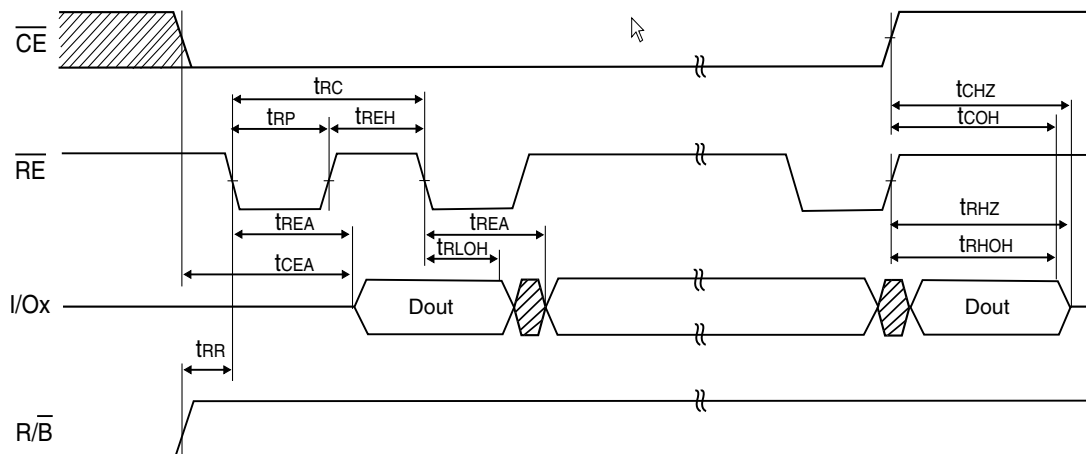 CE
tRC
tCHZ
tRP
tREH
tCOH
RE
tREA
tREA
tRHZ
tCEA
tRLOH
tRHOH
I/Ox
Dout
Dout
tRR
R/B